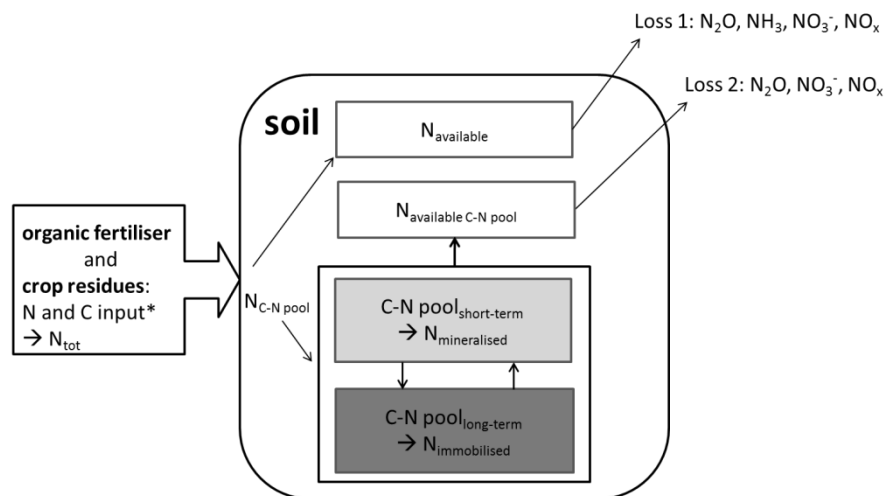 Loss 1: N₂O, NH₃, NO₃⁻, NOₓ
Loss 2: N₂O, NO₃⁻, NOₓ
soil
N_available
N_available C-N pool
organic fertiliser
and
crop residues:
N and C input*
→ N_tot
N_C-N pool
C-N pool_short-term
→ N_mineralised
C-N pool_long-term
→ N_immobilised